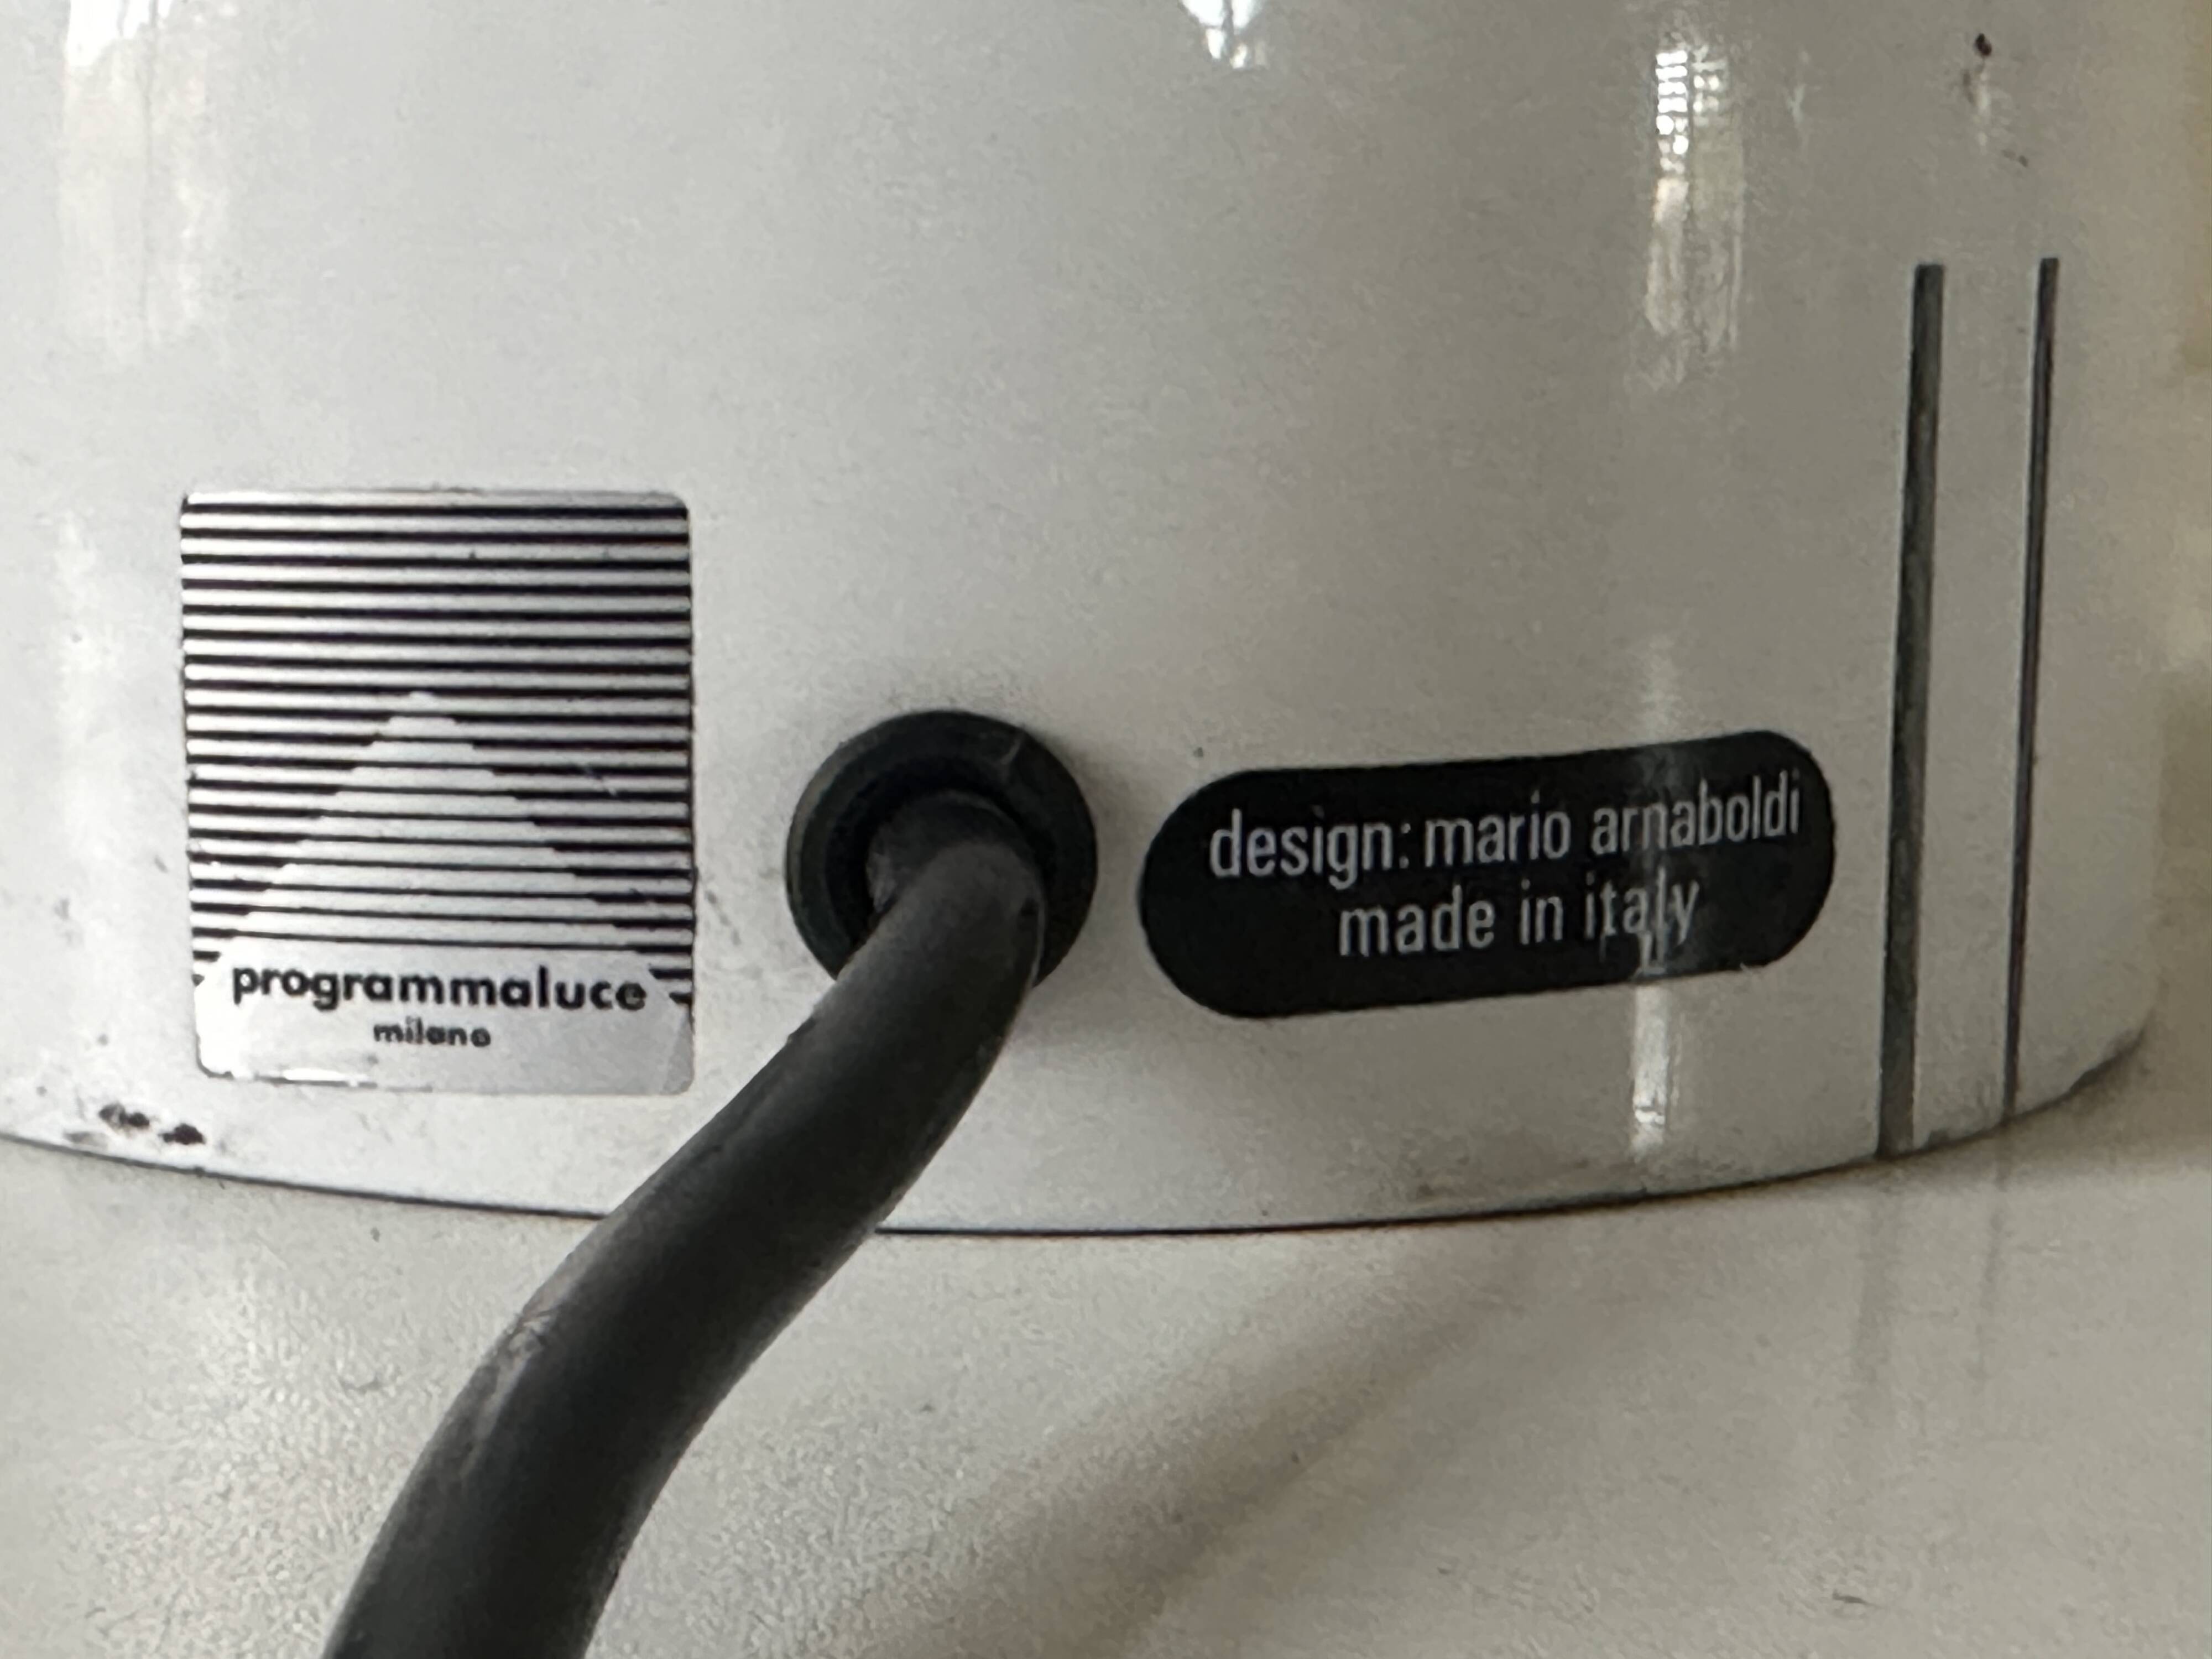 programmaluce
milano
design: mario arnaboldi
made in italy